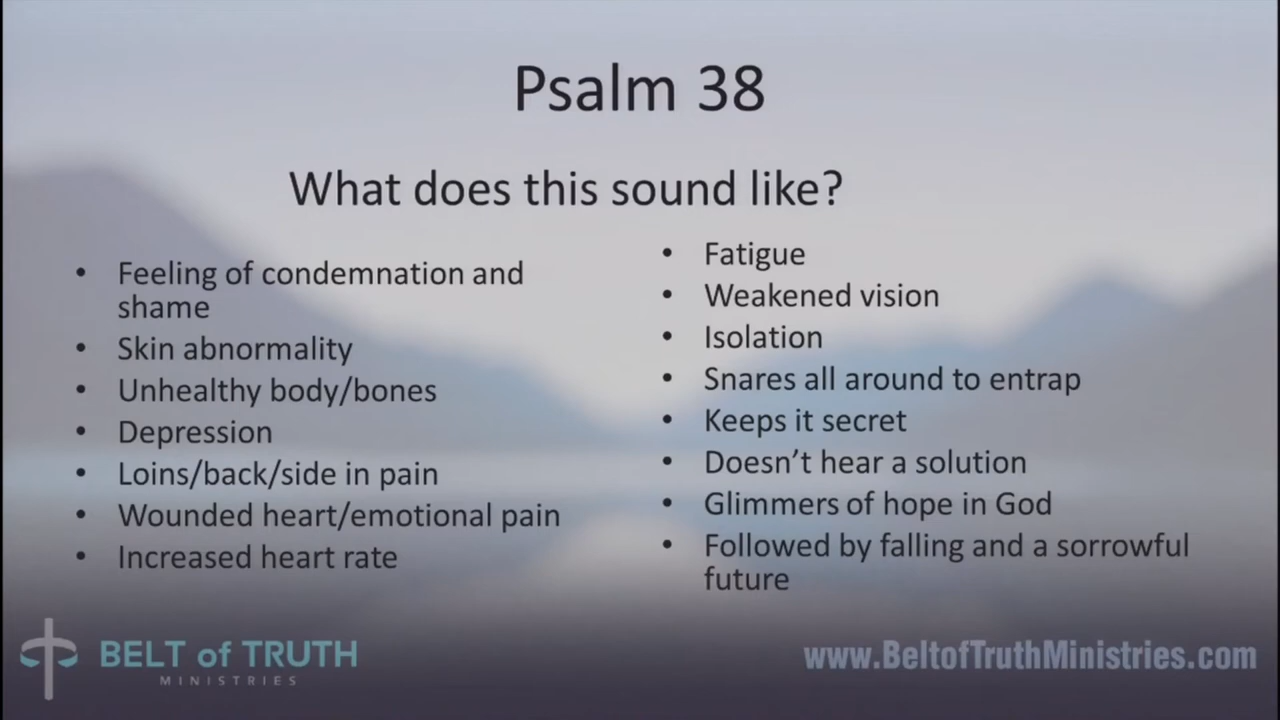 Psalm 38
What does this sound like?
• Feeling of condemnation and
shame
• Skin abnormality
• Unhealthy body/bones
• Depression
• Loins/back/side in pain
• Wounded heart/emotional pain
• Increased heart rate
• Fatigue
• Weakened vision
• Isolation
• Snares all around to entrap
• Keeps it secret
• Doesn’t hear a solution
• Glimmers of hope in God
• Followed by falling and a sorrowful
future
BELT of TRUTH
MINISTRIES
www.BeltofTruthMinistries.com